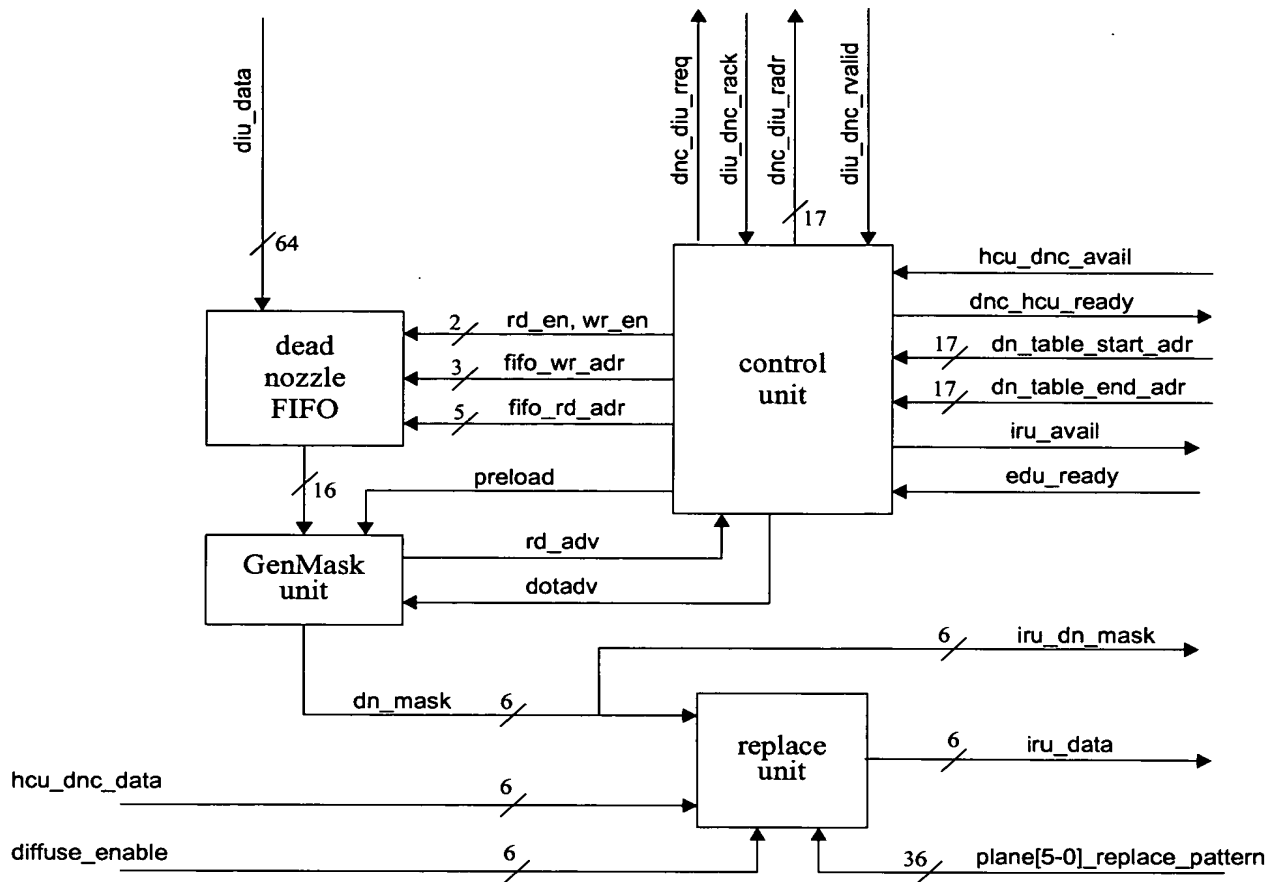 diu_data
dnc_diu_rreq
diu_dnc_rack
dnc_diu_radr
diu_dnc_rvalid
17
64
hcu_dnc_avail
dnc_hcu_ready
2 rd_en, wr_en
17 dn_table_start_adr
dead
nozzle
FIFO
control
unit
3 fifo_wr_adr
17 dn_table_end_adr
5 fifo_rd_adr
iru_avail
16
preload
edu_ready
GenMask
unit
rd_adv
dotadv
6 iru_dn_mask
dn_mask 6
replace
unit
6 iru_data
hcu_dnc_data 6
diffuse_enable 6
36 plane[5-0]_replace_pattern